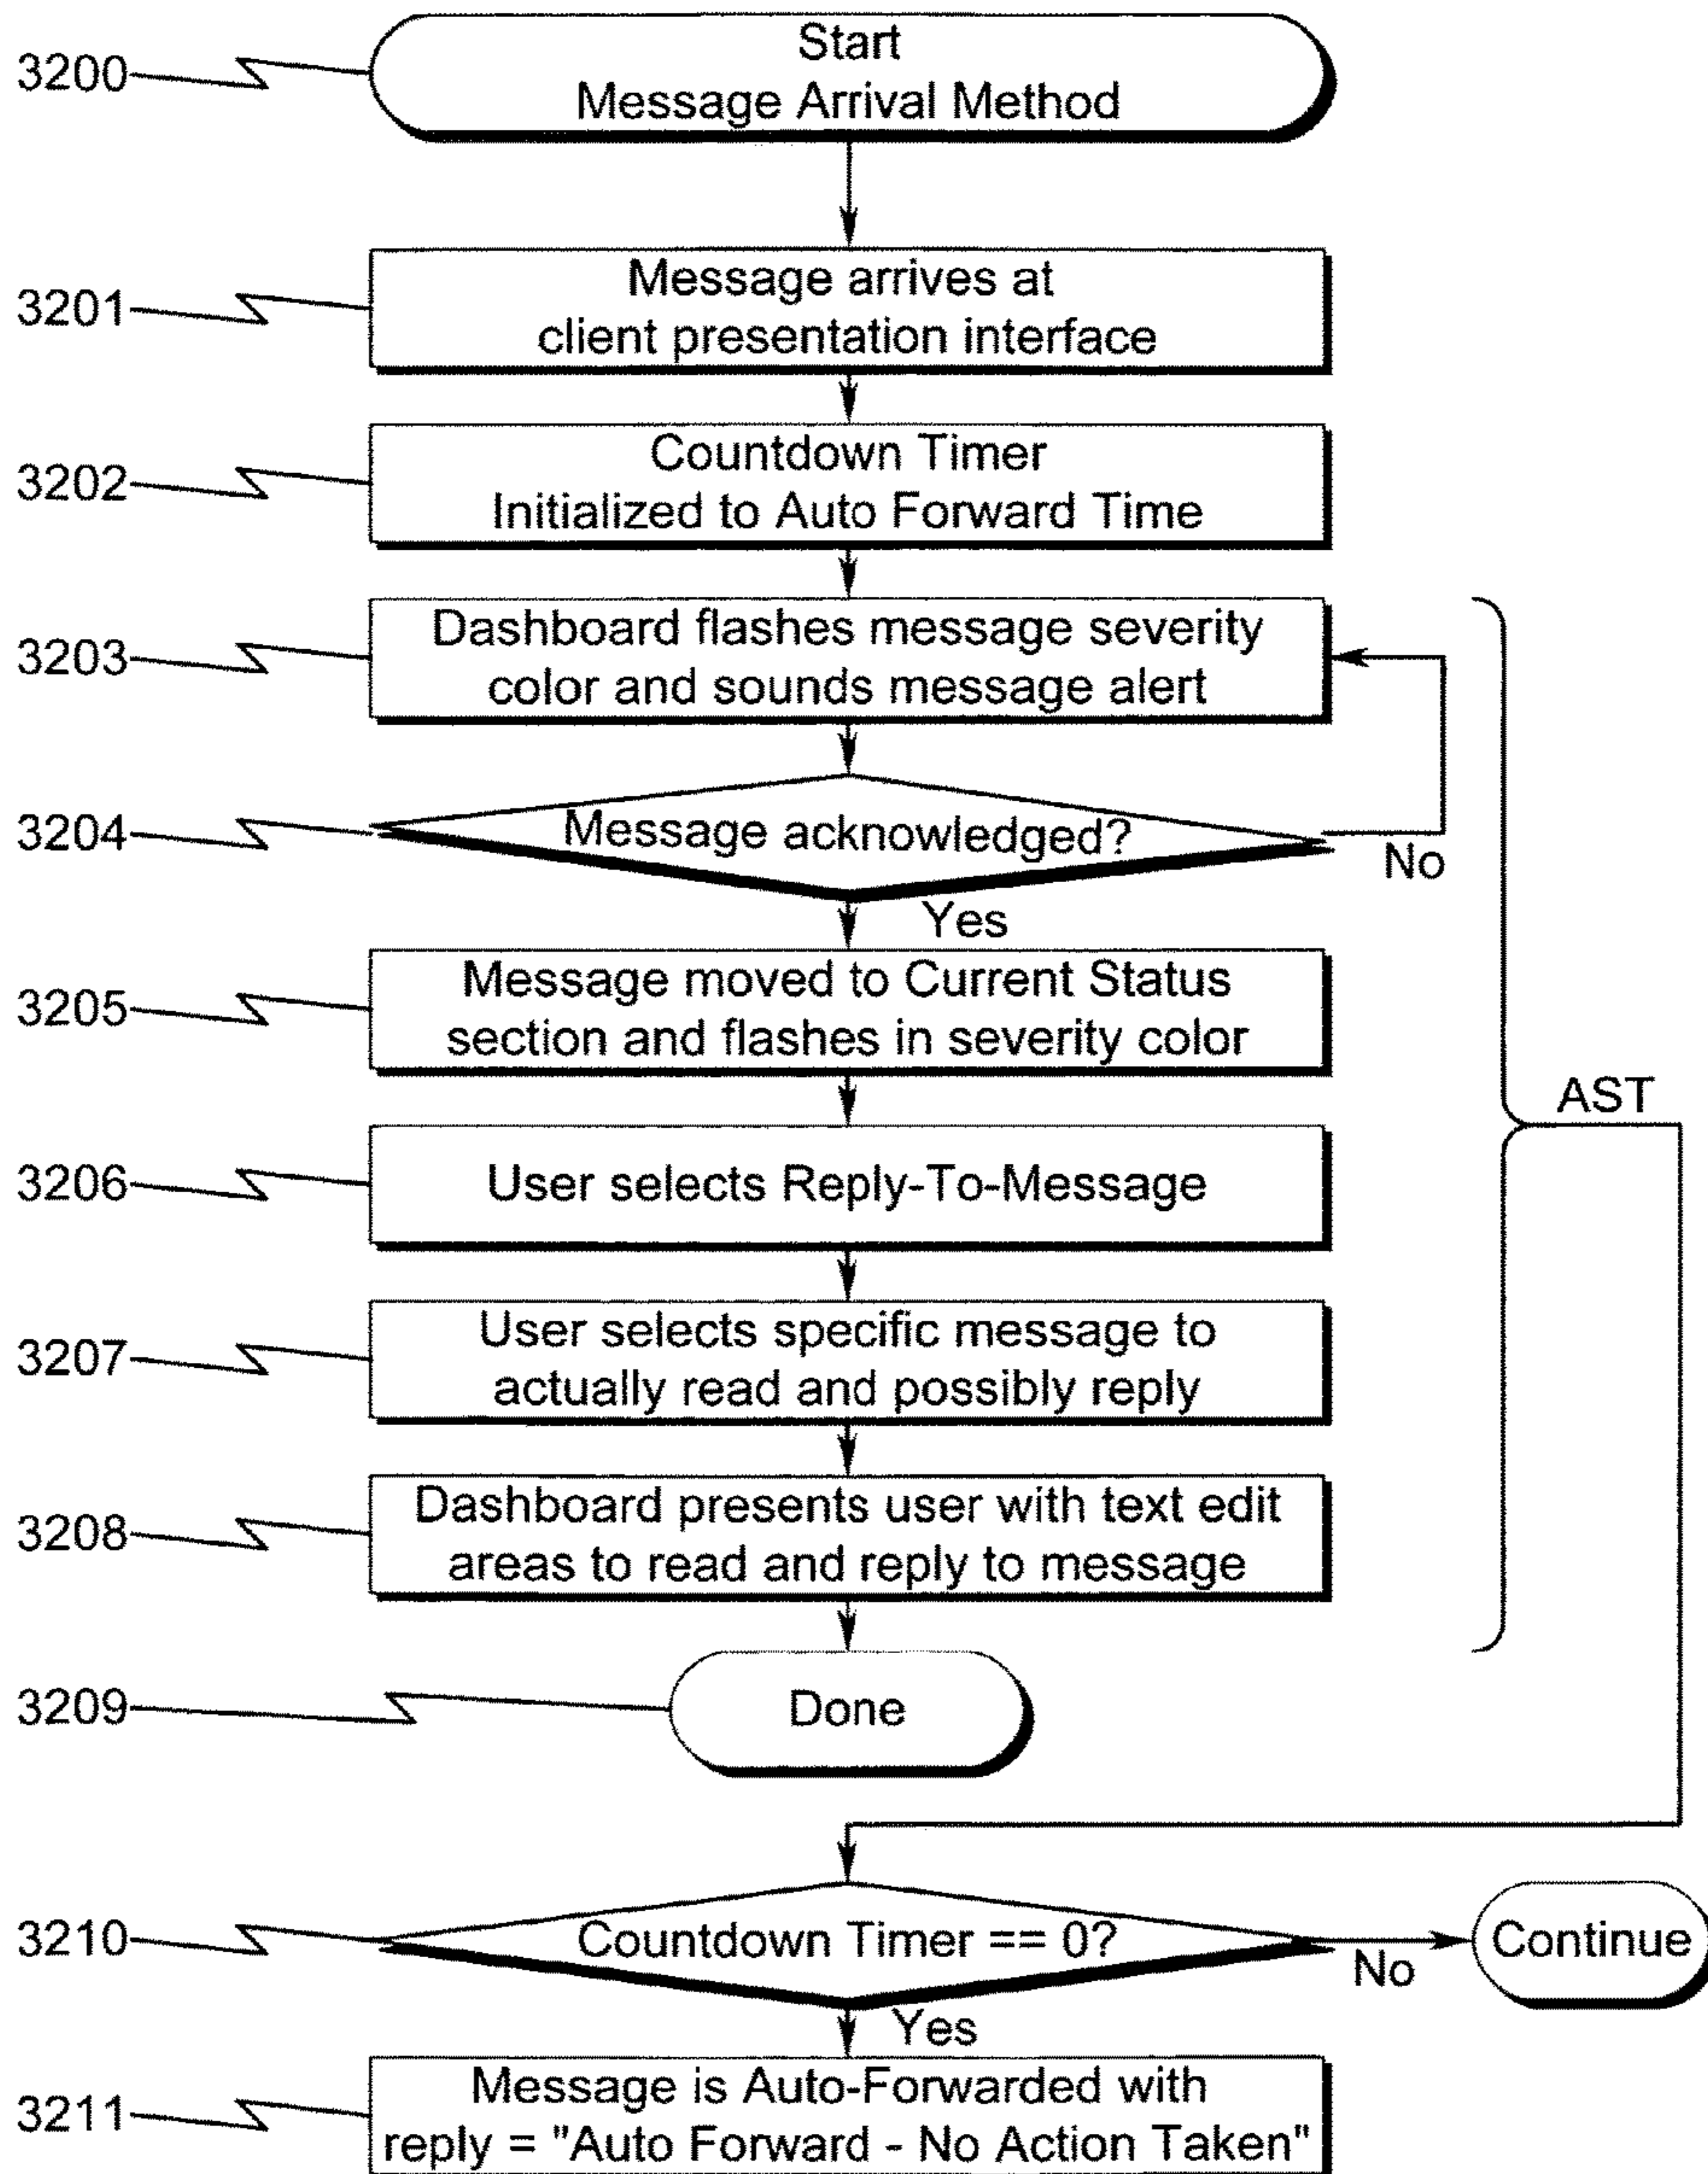 3200
Start
Message Arrival Method
3201
Message arrives at
client presentation interface
3202
Countdown Timer
Initialized to Auto Forward Time
3203
Dashboard flashes message severity
color and sounds message alert
3204
Message acknowledged?
No
Yes
3205
Message moved to Current Status
section and flashes in severity color
AST
3206
User selects Reply-To-Message
3207
User selects specific message to
actually read and possibly reply
3208
Dashboard presents user with text edit
areas to read and reply to message
3209
Done
3210
Countdown Timer == 0?
No
Continue
Yes
3211
Message is Auto-Forwarded with
reply = "Auto Forward - No Action Taken"